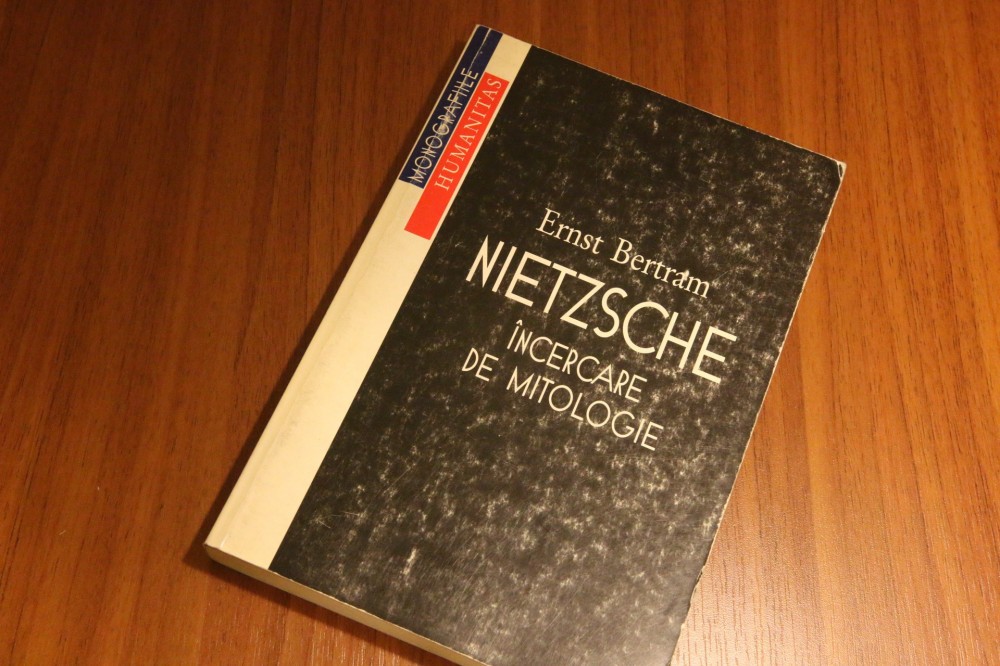 MONOGRAFIILE
HUMANITAS
Ernst Bertram
NIETZSCHE
ÎNCERCARE
DE MITOLOGIE